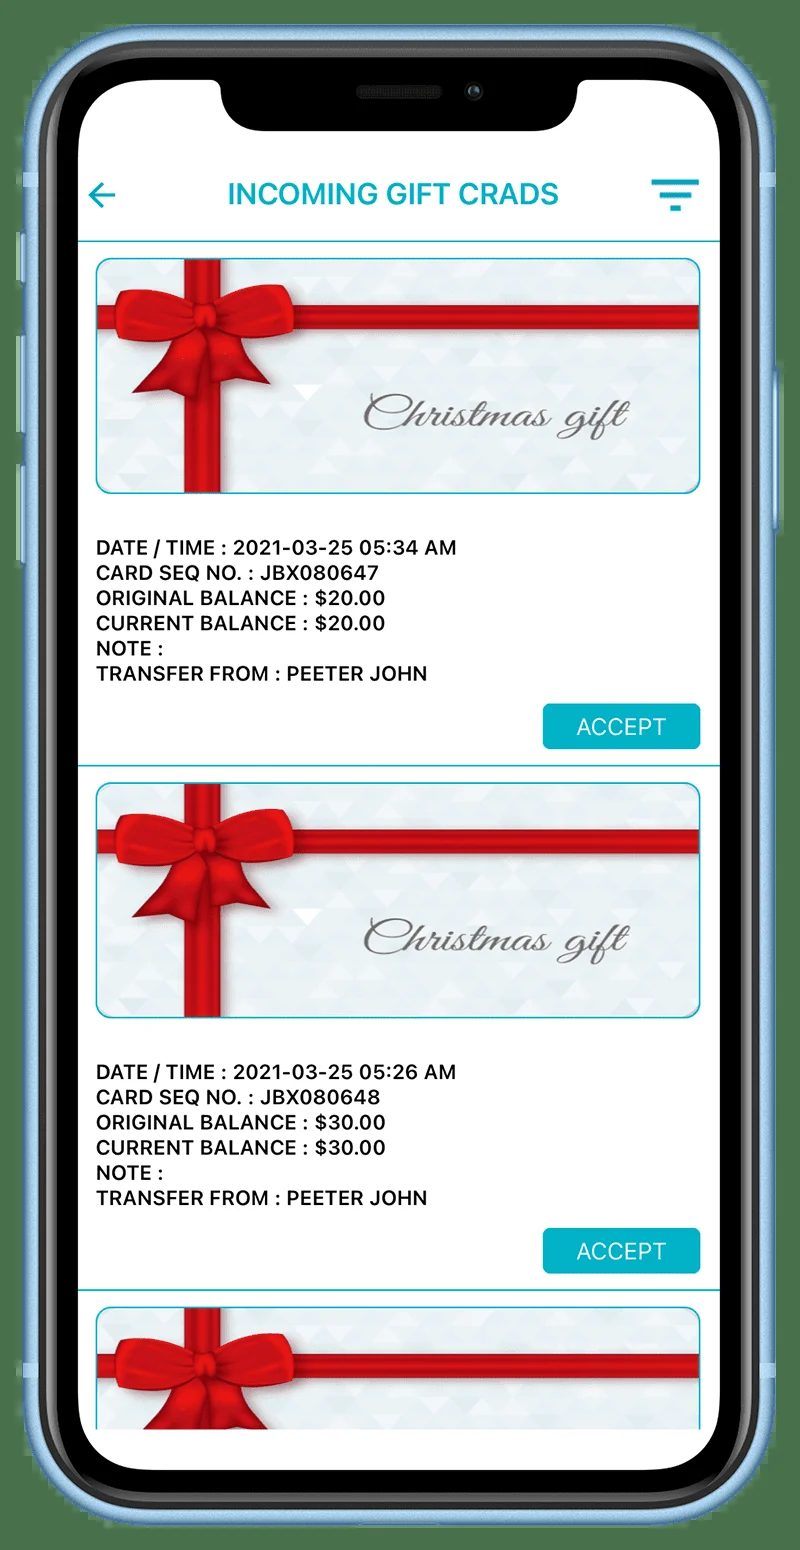 INCOMING GIFT CRADS
Christmas gift
DATE / TIME : 2021-03-25 05:34 AM
CARD SEQ NO. : JBX080647
ORIGINAL BALANCE : $20.00
CURRENT BALANCE : $20.00
NOTE :
TRANSFER FROM : PEETER JOHN
ACCEPT
Christmas gift
DATE / TIME : 2021-03-25 05:26 AM
CARD SEQ NO. : JBX080648
ORIGINAL BALANCE : $30.00
CURRENT BALANCE : $30.00
NOTE :
TRANSFER FROM : PEETER JOHN
ACCEPT